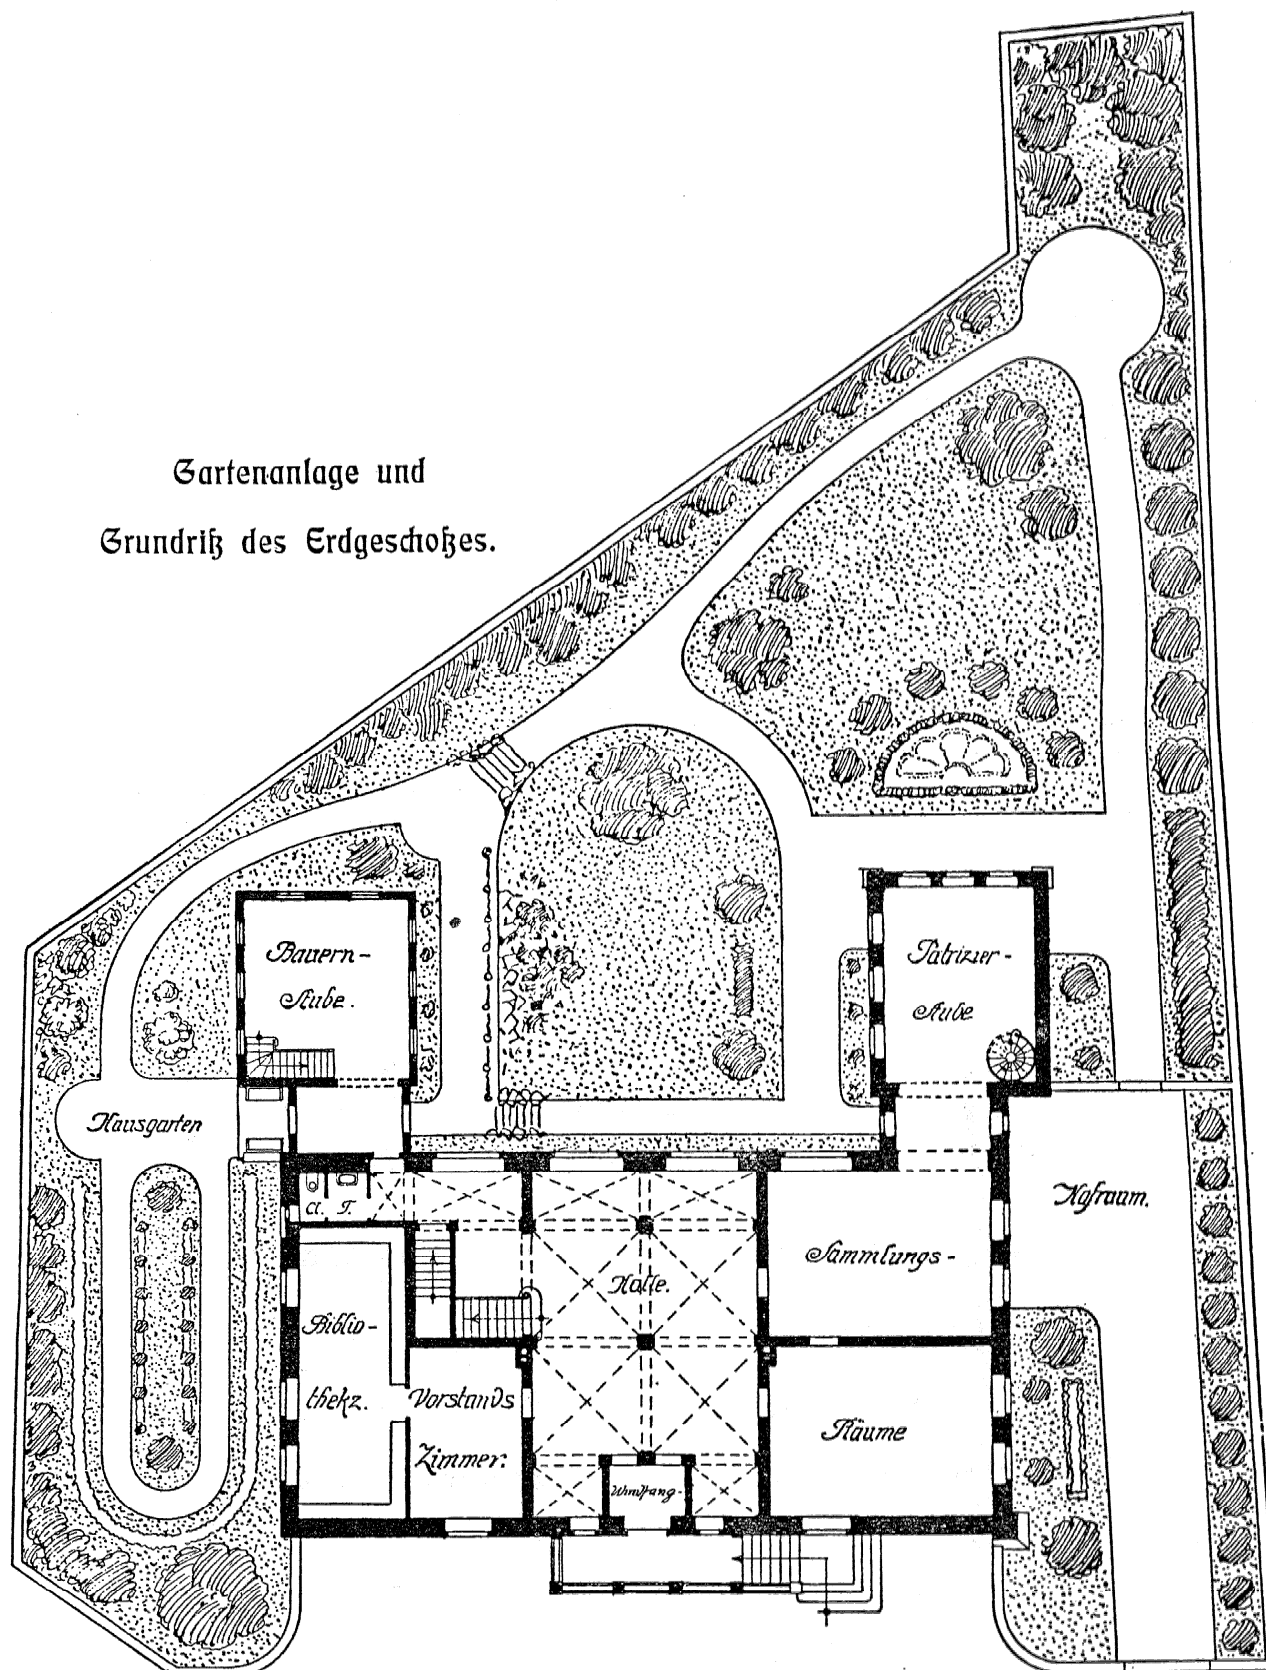 Gartenanlage und
Grundriß des Erdgeschoßes.
Bauern-
stube.
Patrizier-
stube
Hausgarten
Cl. T.
Hofraum.
Sammlungs-
Halle.
Biblio-
thekz.
Vorstands
Zimmer.
Räume
Windfang-